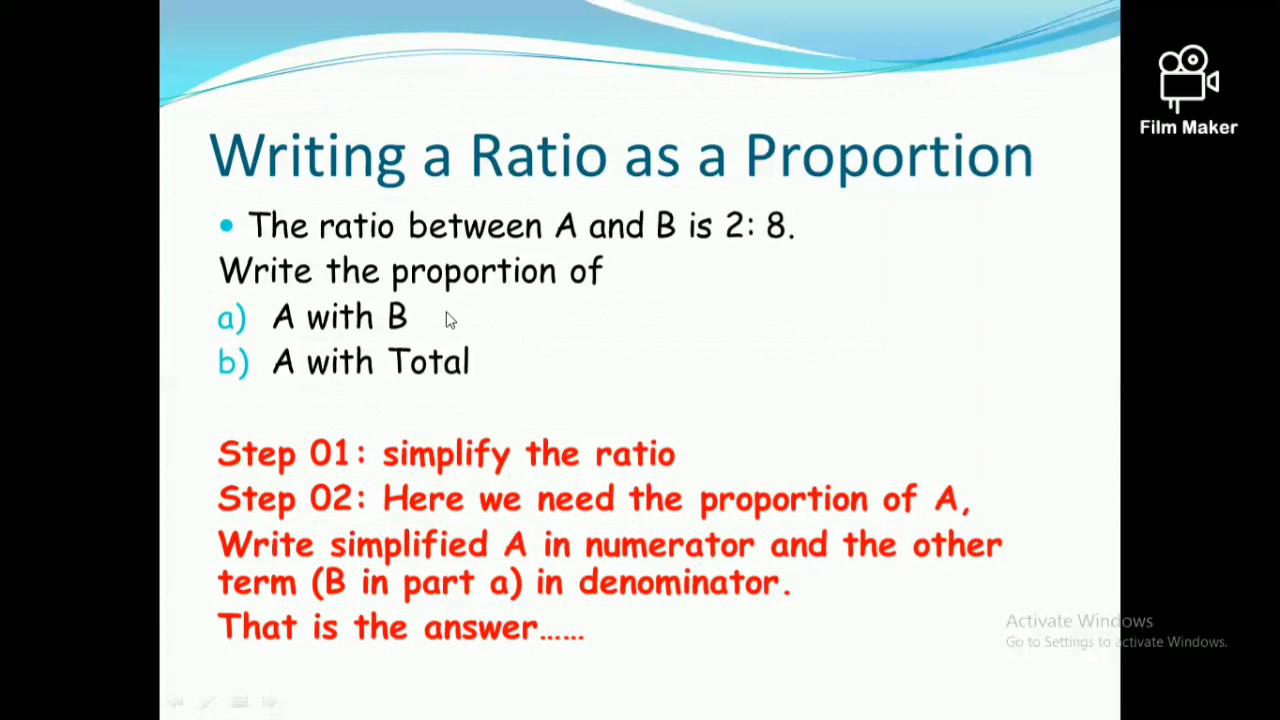 Film Maker
Writing a Ratio as a Proportion
• The ratio between A and B is 2: 8.
Write the proportion of
a) A with B
b) A with Total
Step 01: simplify the ratio
Step 02: Here we need the proportion of A,
Write simplified A in numerator and the other
term (B in part a) in denominator.
That is the answer……
Activate Windows
Go to Settings to activate Windows.